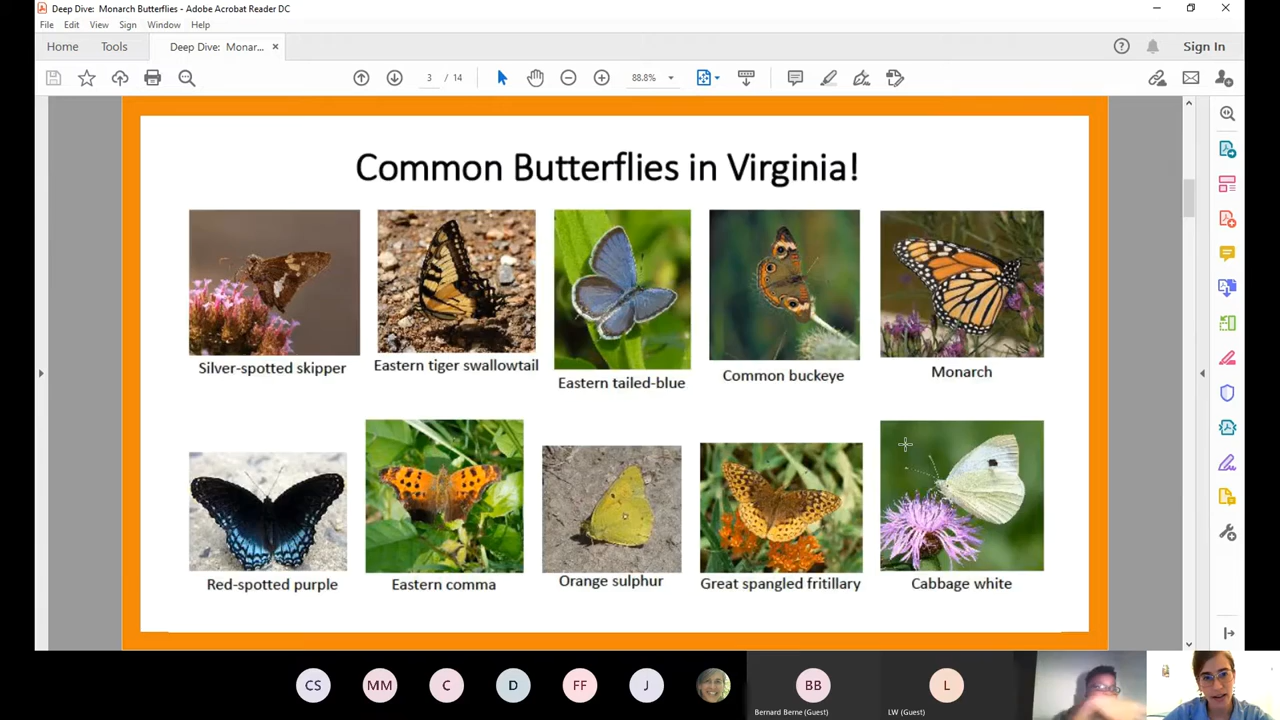 Deep Dive: Monarch Butterflies - Adobe Acrobat Reader DC
File Edit View Sign Window Help
Home Tools Deep Dive: Monar... × Sign In
3 / 14 88.8%
Common Butterflies in Virginia!
Silver-spotted skipper
Eastern tiger swallowtail
Eastern tailed-blue
Common buckeye
Monarch
Red-spotted purple
Eastern comma
Orange sulphur
Great spangled fritillary
Cabbage white
CS MM C D FF J BB L
Bernard Berne (Guest) LW (Guest)